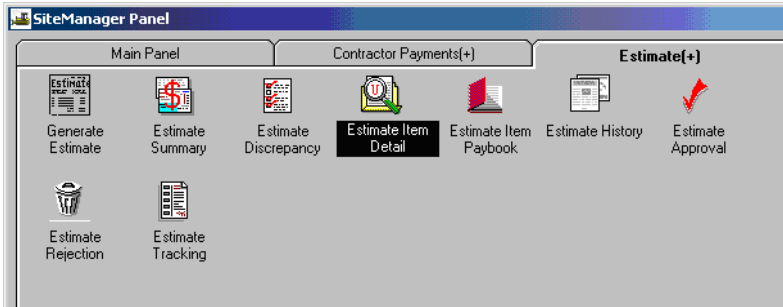 SiteManager Panel
Main Panel
Contractor Payments(+)
Estimate(+)
Estimate
Generate
Estimate
Estimate
Summary
Estimate
Discrepancy
Estimate Item
Detail
Estimate Item
Paybook
Estimate History
Estimate
Approval
Estimate
Rejection
Estimate
Tracking